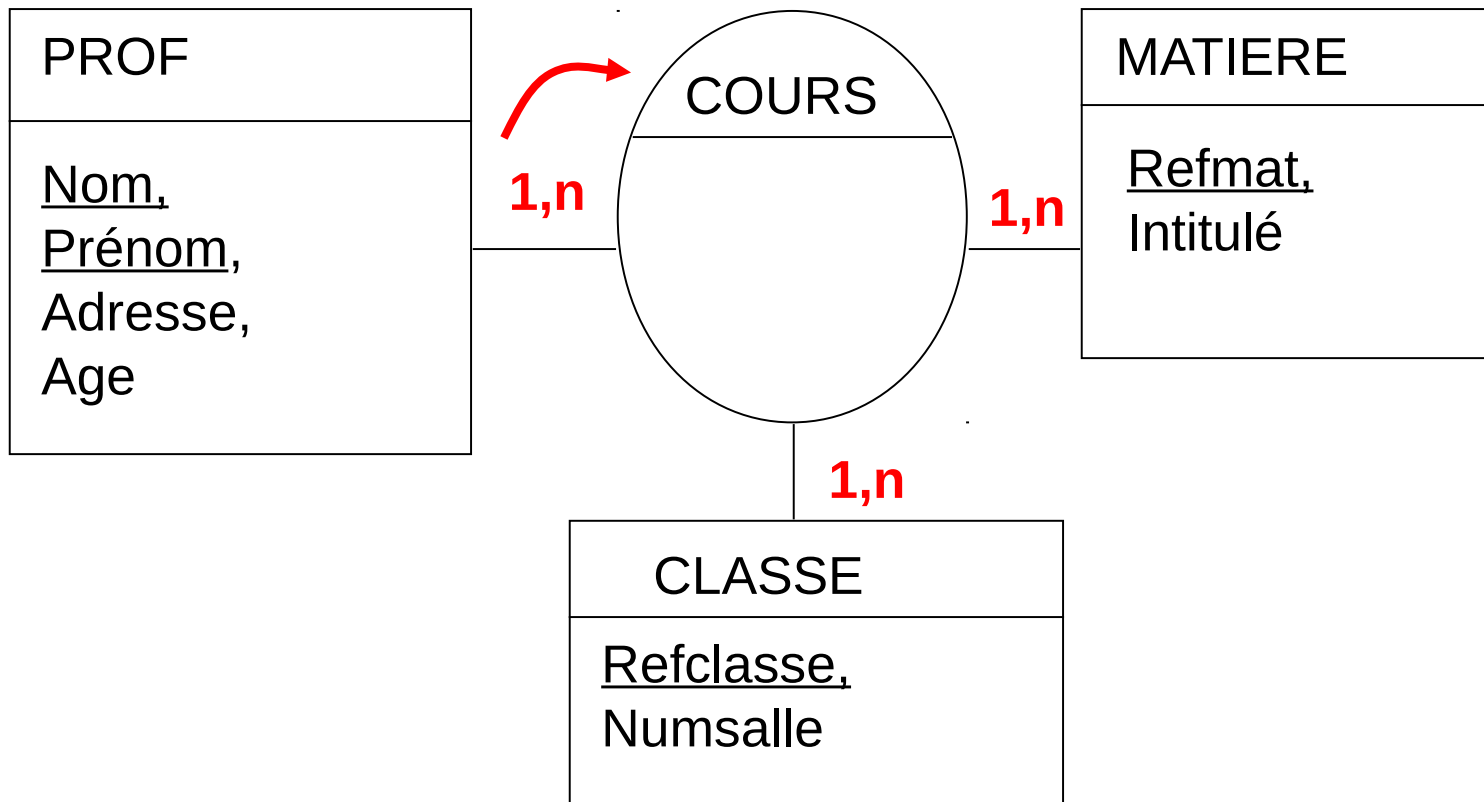 PROF
Nom,
Prénom,
Adresse,
Age
1,n
COURS
1,n
MATIERE
Refmat,
Intitulé
1,n
CLASSE
Refclasse,
Numsalle